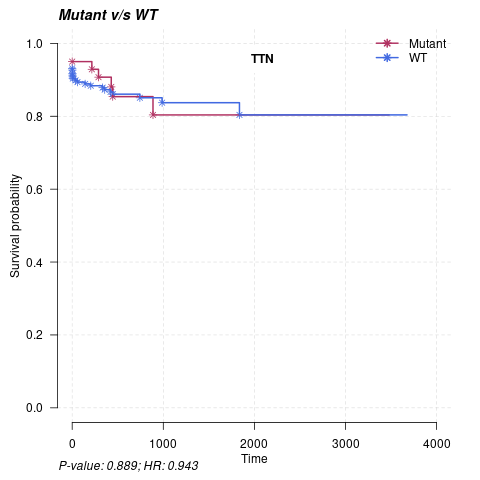 Mutant v/s WT
TTN
Mutant
WT
Survival probability
1.0
0.8
0.6
0.4
0.2
0.0
0 1000 2000 3000 4000
Time
P-value: 0.889; HR: 0.943